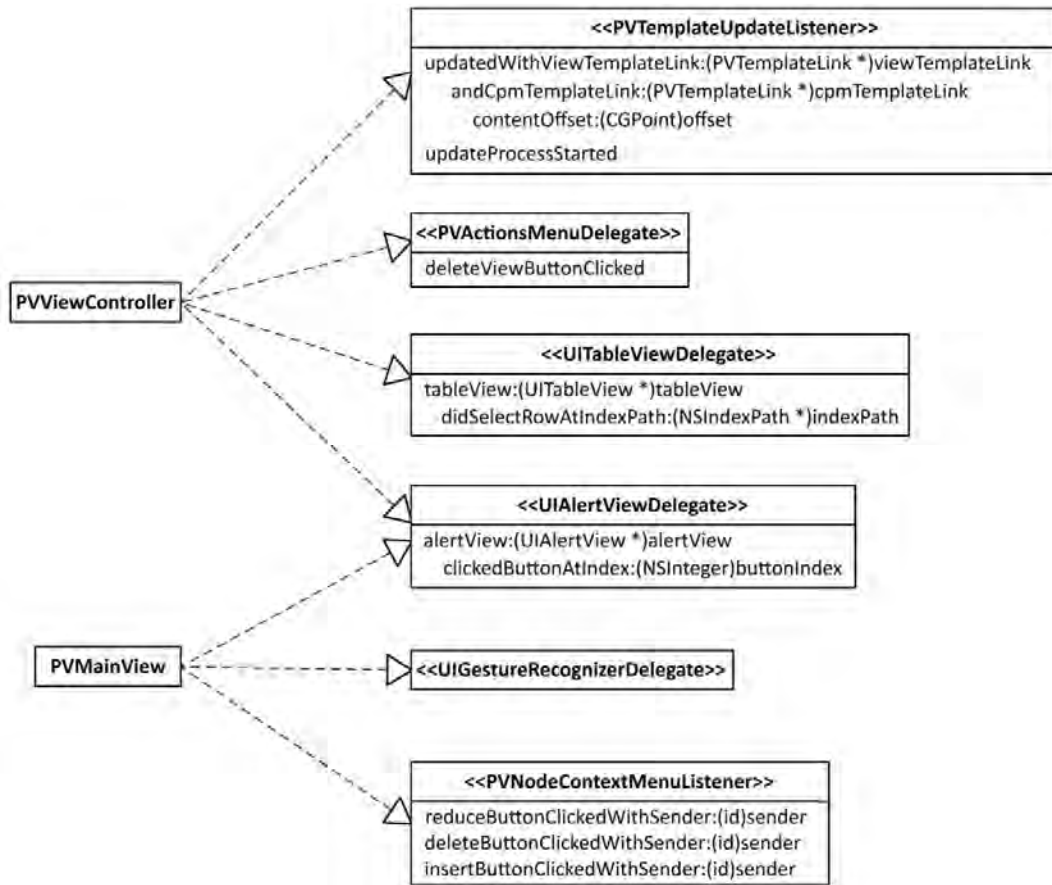 <<PVTemplateUpdateListener>>
updatedWithViewTemplateLink:(PVTemplateLink *)viewTemplateLink
andCpmTemplateLink:(PVTemplateLink *)cpmTemplateLink
contentOffset:(CGPoint)offset
updateProcessStarted
<<PVActionsMenuDelegate>>
deleteViewButtonClicked
PVViewController
<<UITableViewDelegate>>
tableView:(UITableView *)tableView
didSelectRowAtIndexPath:(NSIndexPath *)indexPath
<<UIAlertViewDelegate>>
alertView:(UIAlertView *)alertView
clickedButtonAtIndex:(NSInteger)buttonIndex
PVMainView
<<UIGestureRecognizerDelegate>>
<<PVNodeContextMenuListener>>
reduceButtonClickedWithSender:(id)sender
deleteButtonClickedWithSender:(id)sender
insertButtonClickedWithSender:(id)sender